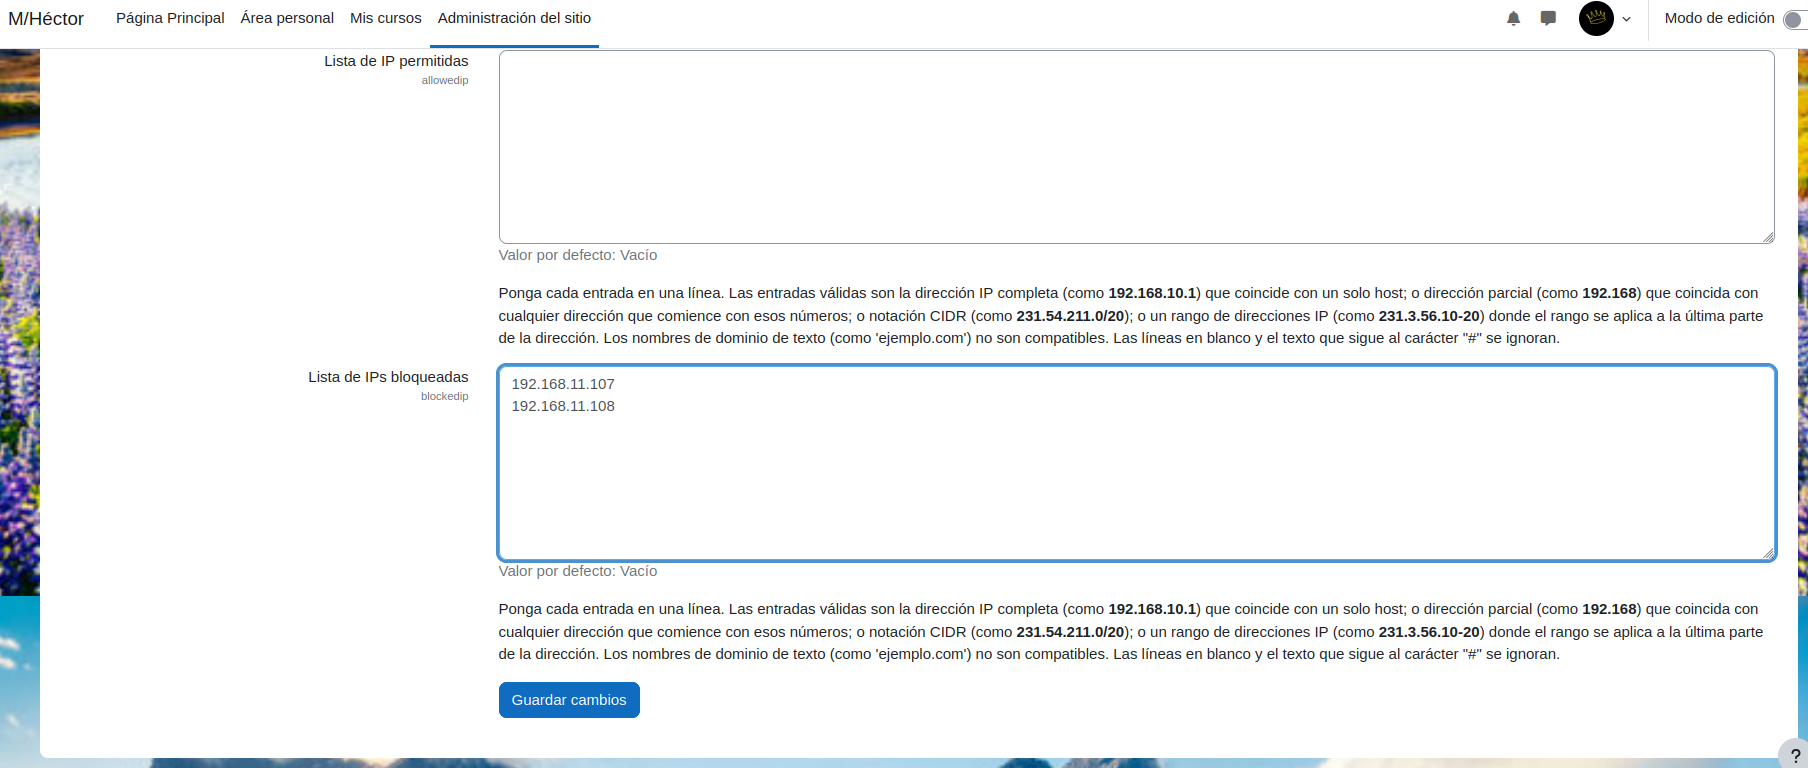 M/Héctor Página Principal Área personal Mis cursos Administración del sitio Modo de edición
Lista de IP permitidas
allowedip
Valor por defecto: Vacío
Ponga cada entrada en una línea. Las entradas válidas son la dirección IP completa (como 192.168.10.1) que coincide con un solo host; o dirección parcial (como 192.168) que coincida con
cualquier dirección que comience con esos números; o notación CIDR (como 231.54.211.0/20); o un rango de direcciones IP (como 231.3.56.10-20) donde el rango se aplica a la última parte
de la dirección. Los nombres de dominio de texto (como 'ejemplo.com') no son compatibles. Las líneas en blanco y el texto que sigue al carácter "#" se ignoran.
Lista de IPs bloqueadas
blockedip
192.168.11.107
192.168.11.108
Valor por defecto: Vacío
Ponga cada entrada en una línea. Las entradas válidas son la dirección IP completa (como 192.168.10.1) que coincide con un solo host; o dirección parcial (como 192.168) que coincida con
cualquier dirección que comience con esos números; o notación CIDR (como 231.54.211.0/20); o un rango de direcciones IP (como 231.3.56.10-20) donde el rango se aplica a la última parte
de la dirección. Los nombres de dominio de texto (como 'ejemplo.com') no son compatibles. Las líneas en blanco y el texto que sigue al carácter "#" se ignoran.
Guardar cambios
?